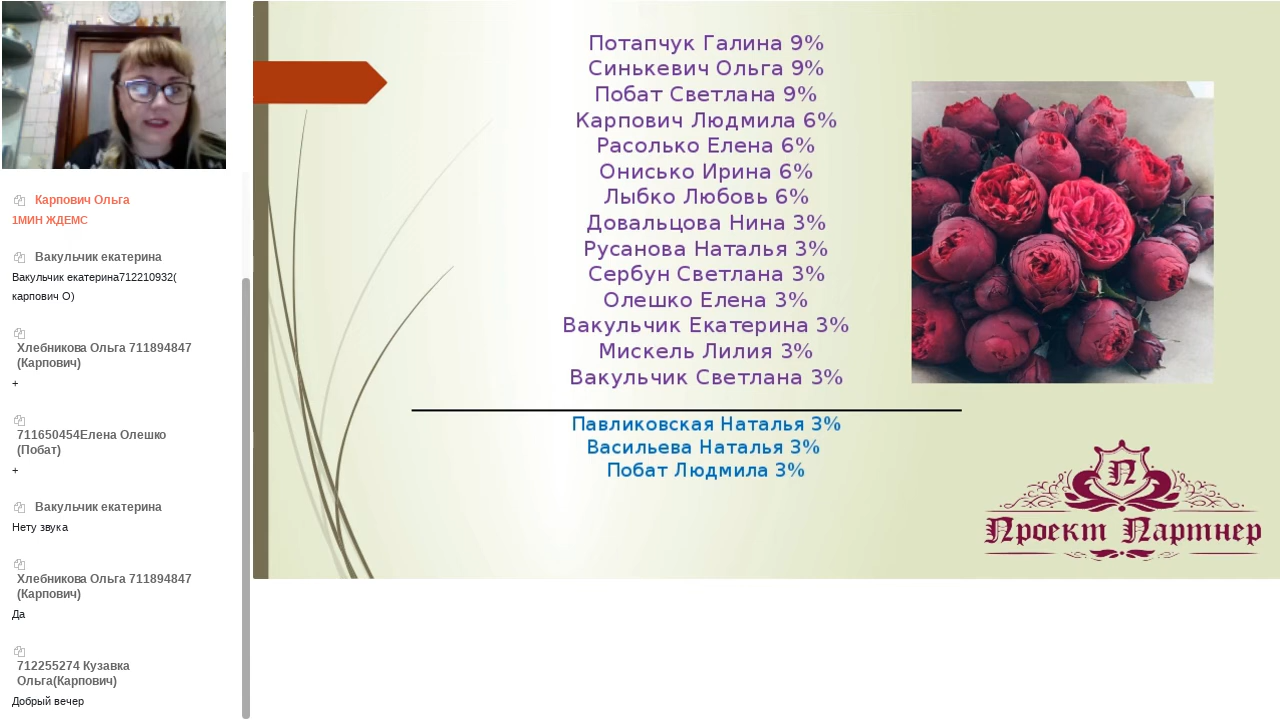 Карпович Ольга
1МИН ЖДЕМС
Вакульчик екатерина
Вакульчик екатерина712210932(
карпович О)
Хлебникова Ольга 711894847
(Карпович)
+
711650454Елена Олешко
(Побат)
+
Вакульчик екатерина
Нету звука
Хлебникова Ольга 711894847
(Карпович)
Да
712255274 Кузавка
Ольга(Карпович)
Добрый вечер
Потапчук Галина 9%
Синькевич Ольга 9%
Побат Светлана 9%
Карпович Людмила 6%
Расолько Елена 6%
Онисько Ирина 6%
Лыбко Любовь 6%
Довальцова Нина 3%
Русанова Наталья 3%
Сербун Светлана 3%
Олешко Елена 3%
Вакульчик Екатерина 3%
Мискель Лилия 3%
Вакульчик Светлана 3%
Павликовская Наталья 3%
Васильева Наталья 3%
Побат Людмила 3%
П
Проект Партнер